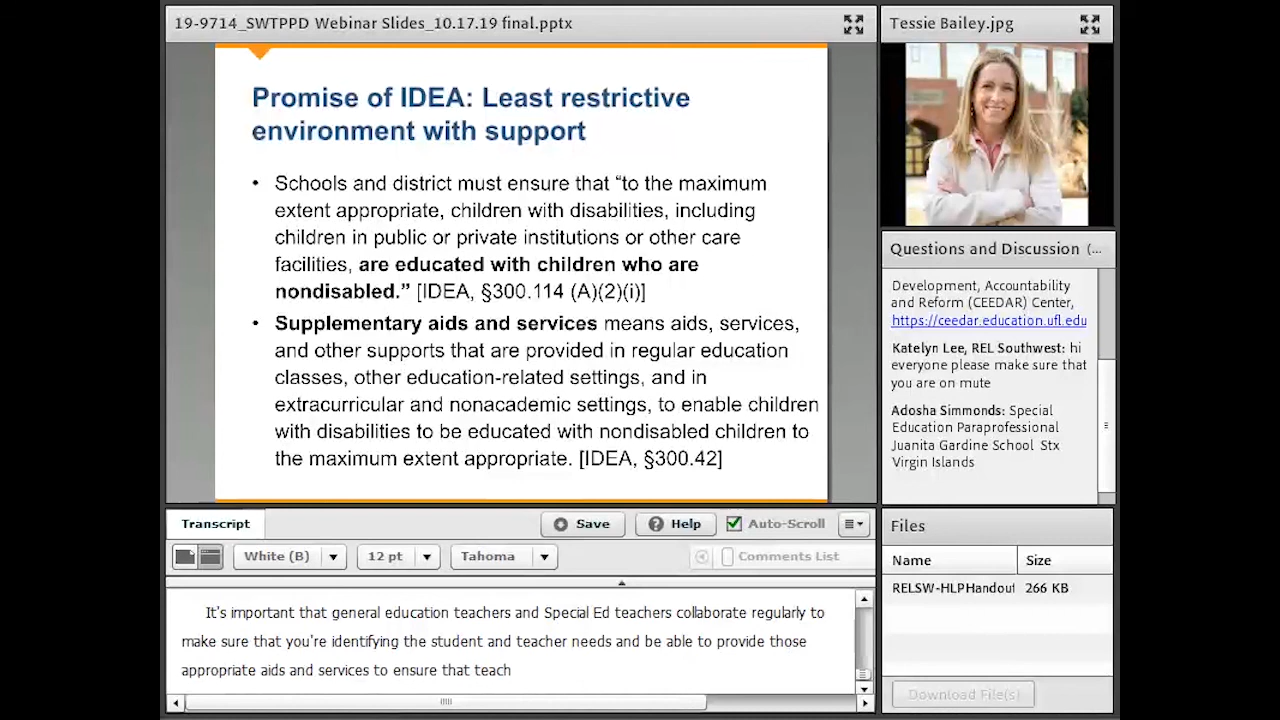 19-9714_SWTPPD Webinar Slides_10.17.19 final.pptx
Promise of IDEA: Least restrictive
environment with support
• Schools and district must ensure that “to the maximum
extent appropriate, children with disabilities, including
children in public or private institutions or other care
facilities, are educated with children who are
nondisabled.” [IDEA, §300.114 (A)(2)(i)]
• Supplementary aids and services means aids, services,
and other supports that are provided in regular education
classes, other education-related settings, and in
extracurricular and nonacademic settings, to enable children
with disabilities to be educated with nondisabled children to
the maximum extent appropriate. [IDEA, §300.42]
Tessie Bailey.jpg
Questions and Discussion (...
Development, Accountability
and Reform (CEEDAR) Center,
https://ceedar.education.ufl.edu
Katelyn Lee, REL Southwest: hi
everyone please make sure that
you are on mute
Adosha Simmonds: Special
Education Paraprofessional
Juanita Gardine School Stx
Virgin Islands
Transcript
Save
Help
Auto-Scroll
White (B)
12 pt
Tahoma
Comments List
It's important that general education teachers and Special Ed teachers collaborate regularly to
make sure that you're identifying the student and teacher needs and be able to provide those
appropriate aids and services to ensure that teach
Files
Name Size
RELSW-HLPHandout 266 KB
Download File(s)